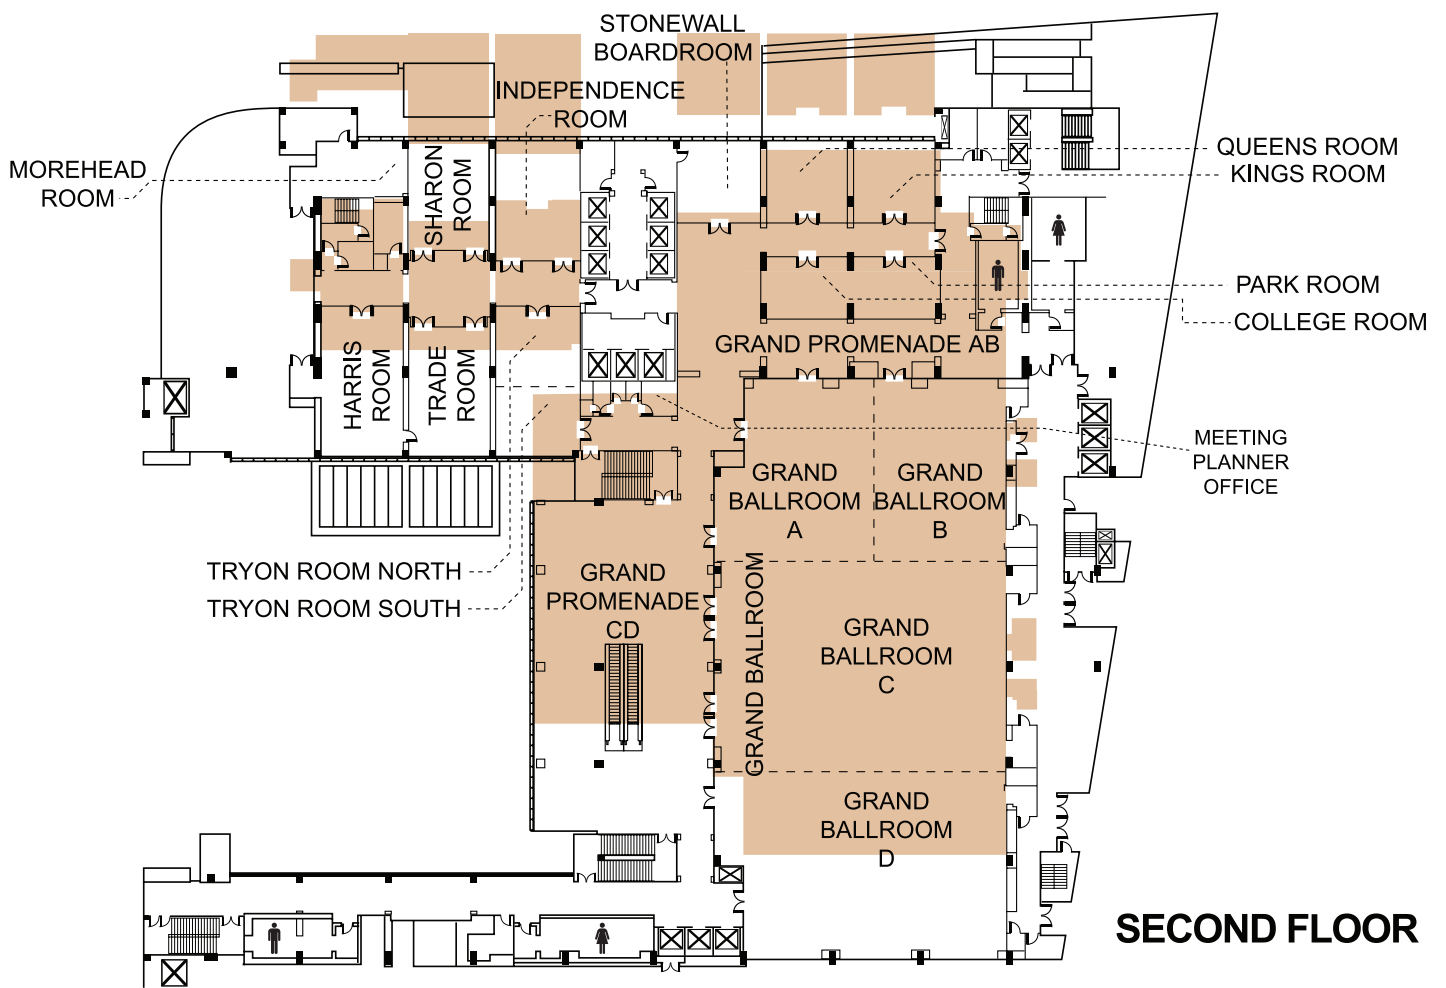 STONEWALL
BOARDROOM
INDEPENDENCE
ROOM
MOREHEAD
ROOM
SHARON
ROOM
QUEENS ROOM
KINGS ROOM
PARK ROOM
COLLEGE ROOM
GRAND PROMENADE AB
HARRIS
ROOM
TRADE
ROOM
MEETING
PLANNER
OFFICE
GRAND
BALLROOM
A
GRAND
BALLROOM
B
TRYON ROOM NORTH
TRYON ROOM SOUTH
GRAND
PROMENADE
CD
GRAND BALLROOM
GRAND
BALLROOM
C
GRAND
BALLROOM
D
SECOND FLOOR